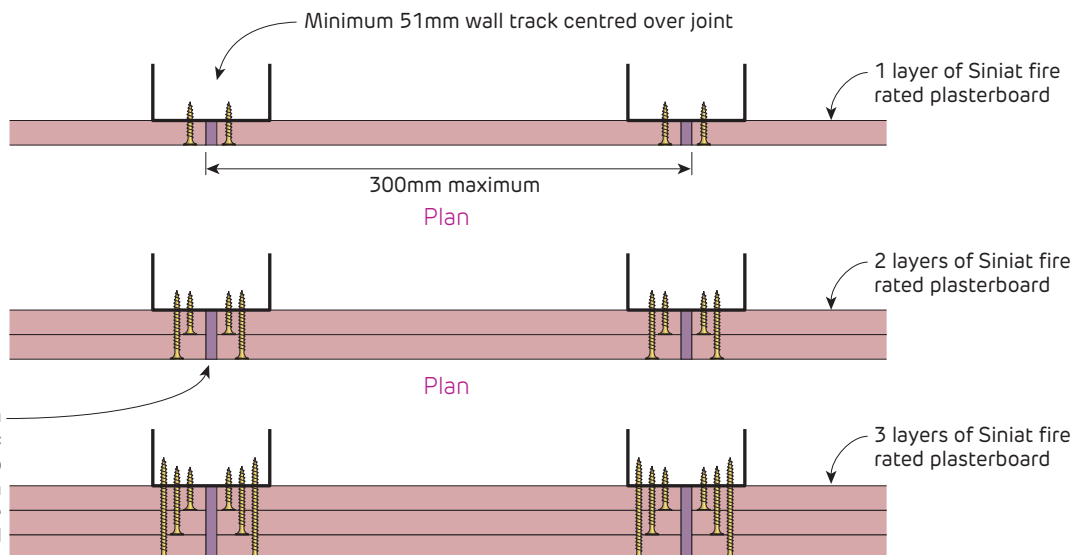 Minimum 51mm wall track centred over joint
1 layer of Siniat fire
rated plasterboard
300mm maximum
Plan
2 layers of Siniat fire
rated plasterboard
Plan
3 layers of Siniat fire
rated plasterboard